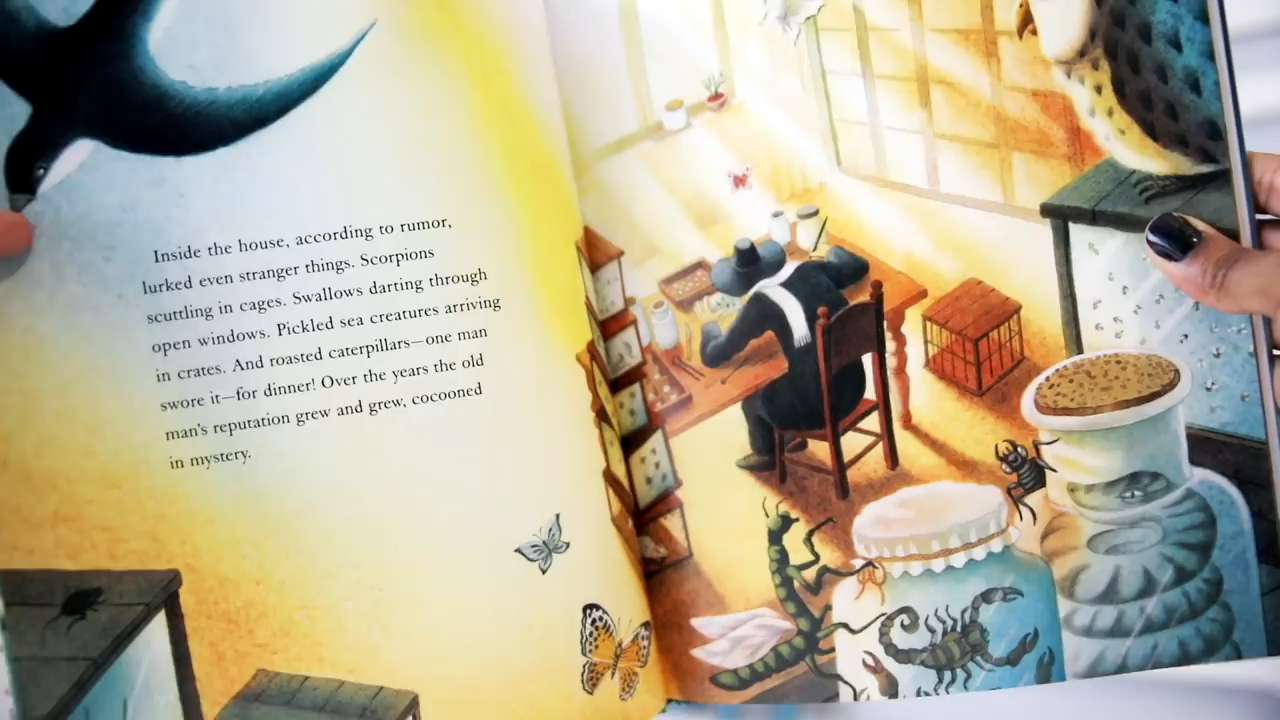 Inside the house, according to rumor,
lurked even stranger things. Scorpions
scuttling in cages. Swallows darting through
open windows. Pickled sea creatures arriving
in crates. And roasted caterpillars—one man
swore it—for dinner! Over the years the old
man's reputation grew and grew, cocooned
in mystery.